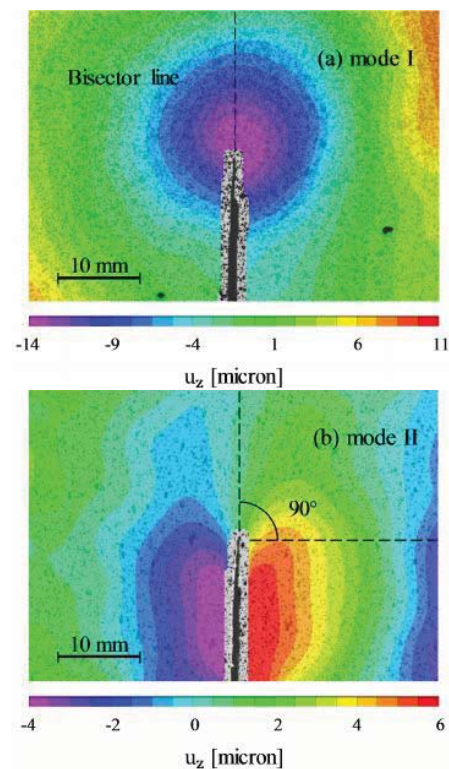 (a) mode I
Bisector line
10 mm
-14 -9 -4 1 6 11
u_z [micron]
(b) mode II
90°
10 mm
-4 -2 0 2 4 6
u_z [micron]